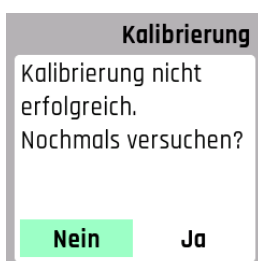 Kalibrierung
Kalibrierung nicht
erfolgreich.
Nochmals versuchen?
Nein Ja